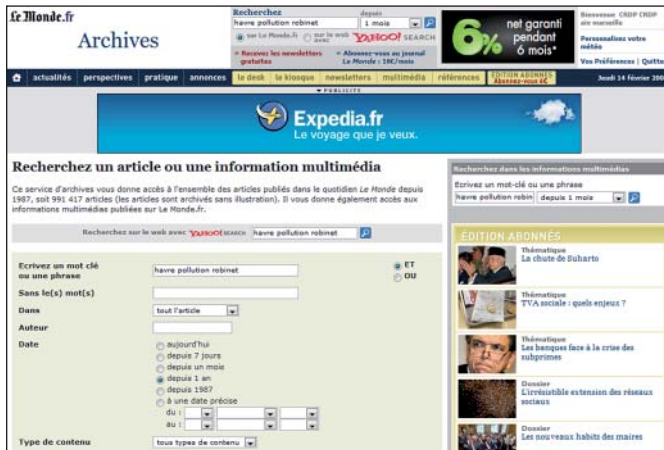 Le Monde.fr
Archives
Recherchez
depuis
havre pollution robinet
1 mois
sur Le Monde.fr
sur le web avec YAHOO! SEARCH
» Recevez les newsletters gratuites
» Abonnez-vous au journal Le Monde : 16€/mois
6%
net garanti
pendant
6 mois*
Bienvenue CRDP CRDP
aix marseille
Personnalisez votre
météo
Vos Préférences | Quitte
actualités perspectives pratique annonces le desk le kiosque newsletters multimédia références EDITION ABONNÉS Abonnez-vous 6€ Jeudi 14 février 200
▼ PUBLICITE
Expedia.fr
Le voyage que je veux.
Recherchez un article ou une information multimédia
Ce service d'archives vous donne accès à l'ensemble des articles publiés dans le quotidien Le Monde depuis
1987, soit 991 417 articles (les articles sont archivés sans illustration). Il vous donne également accès aux
informations multimédias publiées sur Le Monde.fr.
Recherchez sur le web avec YAHOO! SEARCH havre pollution robinet
Ecrivez un mot clé
ou une phrase
havre pollution robinet
ET
OU
Sans le(s) mot(s)
Dans
tout l'article
Auteur
Date
aujourd'hui
depuis 7 jours
depuis un mois
depuis 1 an
depuis 1987
à une date précise
du :
au :
Type de contenu
tous types de contenu
Recherchez dans les informations multimédias
Ecrivez un mot-clé ou une phrase
havre pollution robin
depuis 1 mois
ÉDITION ABONNÉS
Thématique
La chute de Suharto
Thématique
TVA sociale : quels enjeux ?
Thématique
Les banques face à la crise des
subprimes
Dossier
L'irrésistible extension des réseaux
sociaux
Dossier
Les nouveaux habits des maires